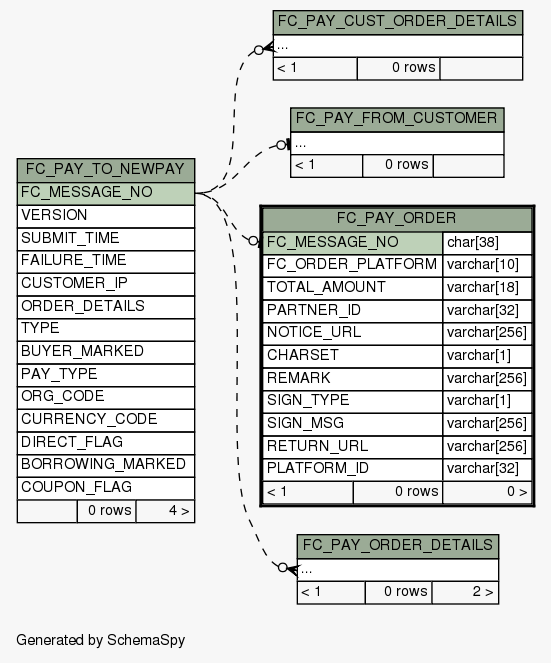 FC_PAY_CUST_ORDER_DETAILS
...
< 1 0 rows
FC_PAY_FROM_CUSTOMER
...
< 1 0 rows
FC_PAY_TO_NEWPAY
FC_MESSAGE_NO
VERSION
SUBMIT_TIME
FAILURE_TIME
CUSTOMER_IP
ORDER_DETAILS
TYPE
BUYER_MARKED
PAY_TYPE
ORG_CODE
CURRENCY_CODE
DIRECT_FLAG
BORROWING_MARKED
COUPON_FLAG
0 rows 4 >
FC_PAY_ORDER
FC_MESSAGE_NO char[38]
FC_ORDER_PLATFORM varchar[10]
TOTAL_AMOUNT varchar[18]
PARTNER_ID varchar[32]
NOTICE_URL varchar[256]
CHARSET varchar[1]
REMARK varchar[256]
SIGN_TYPE varchar[1]
SIGN_MSG varchar[256]
RETURN_URL varchar[256]
PLATFORM_ID varchar[32]
< 1 0 rows 0 >
FC_PAY_ORDER_DETAILS
...
< 1 0 rows 2 >
Generated by SchemaSpy